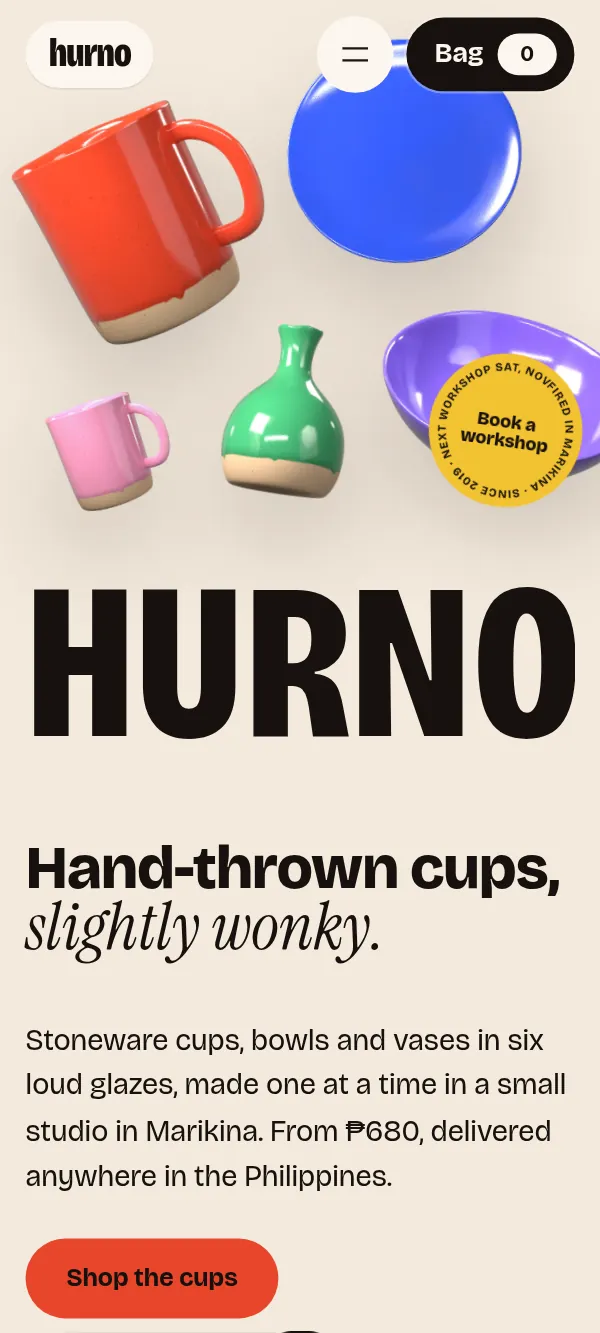 hurno
Bag 0
NEXT WORKSHOP SAT, NOV
FIRED IN MARIKINA · SINCE 2019 ·
Book a
workshop
HURNO
Hand-thrown cups,
slightly wonky.
Stoneware cups, bowls and vases in six
loud glazes, made one at a time in a small
studio in Marikina. From ₱680, delivered
anywhere in the Philippines.
Shop the cups